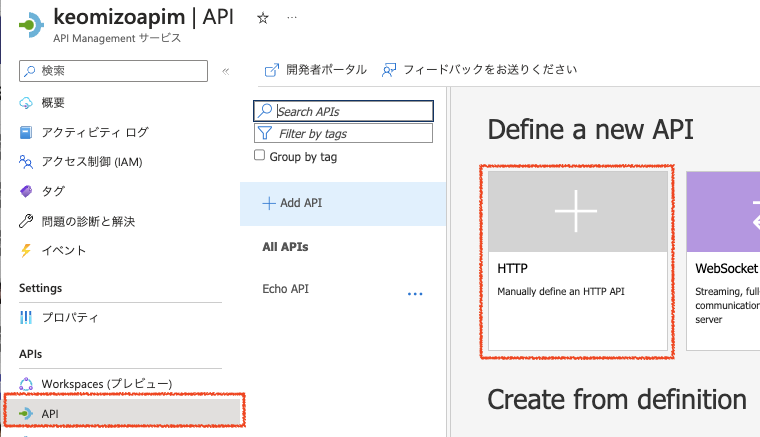 keomizoapim | API
API Management サービス
検索
概要
アクティビティ ログ
アクセス制御 (IAM)
タグ
問題の診断と解決
イベント
Settings
プロパティ
APIs
Workspaces (プレビュー)
API
開発者ポータル
フィードバックをお送りください
Search APIs
Filter by tags
Group by tag
Add API
All APIs
Echo API
Define a new API
HTTP
Manually define an HTTP API
WebSocket
Streaming, full-
communication
server
Create from definition